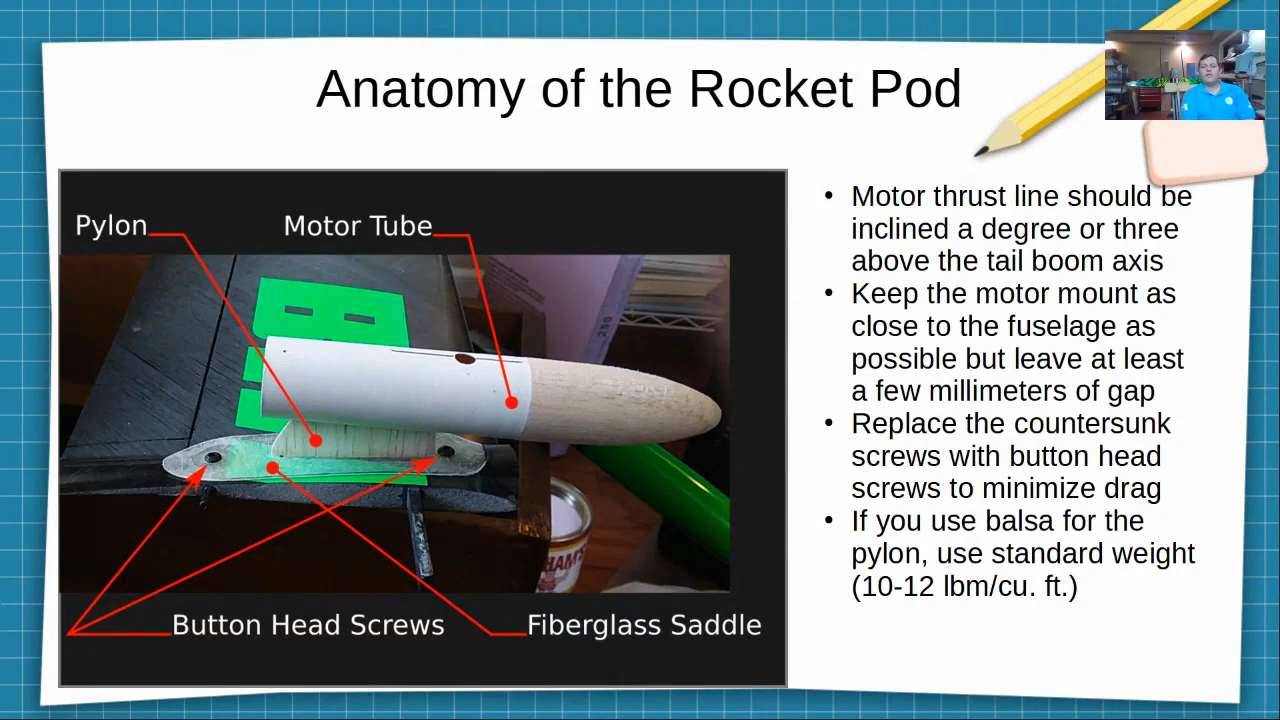 Anatomy of the Rocket Pod
Pylon
Motor Tube
250
Button Head Screws
Fiberglass Saddle
• Motor thrust line should be
inclined a degree or three
above the tail boom axis
• Keep the motor mount as
close to the fuselage as
possible but leave at least
a few millimeters of gap
• Replace the countersunk
screws with button head
screws to minimize drag
• If you use balsa for the
pylon, use standard weight
(10-12 lbm/cu. ft.)